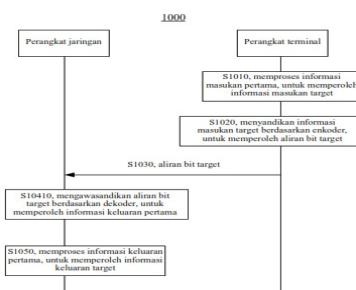 1000
Perangkat jaringan
Perangkat terminal
S1010, memproses informasi
masukan pertama, untuk memperoleh
informasi masukan target
S1020, menyandikan informasi
masukan target berdasarkan enkoder,
untuk memperoleh aliran bit target
S1030, aliran bit target
S10410, mengawasandikan aliran bit
target berdasarkan dekoder, untuk
memperoleh informasi keluaran pertama
S1050, memproses informasi keluaran
pertama, untuk memperoleh informasi
keluaran target